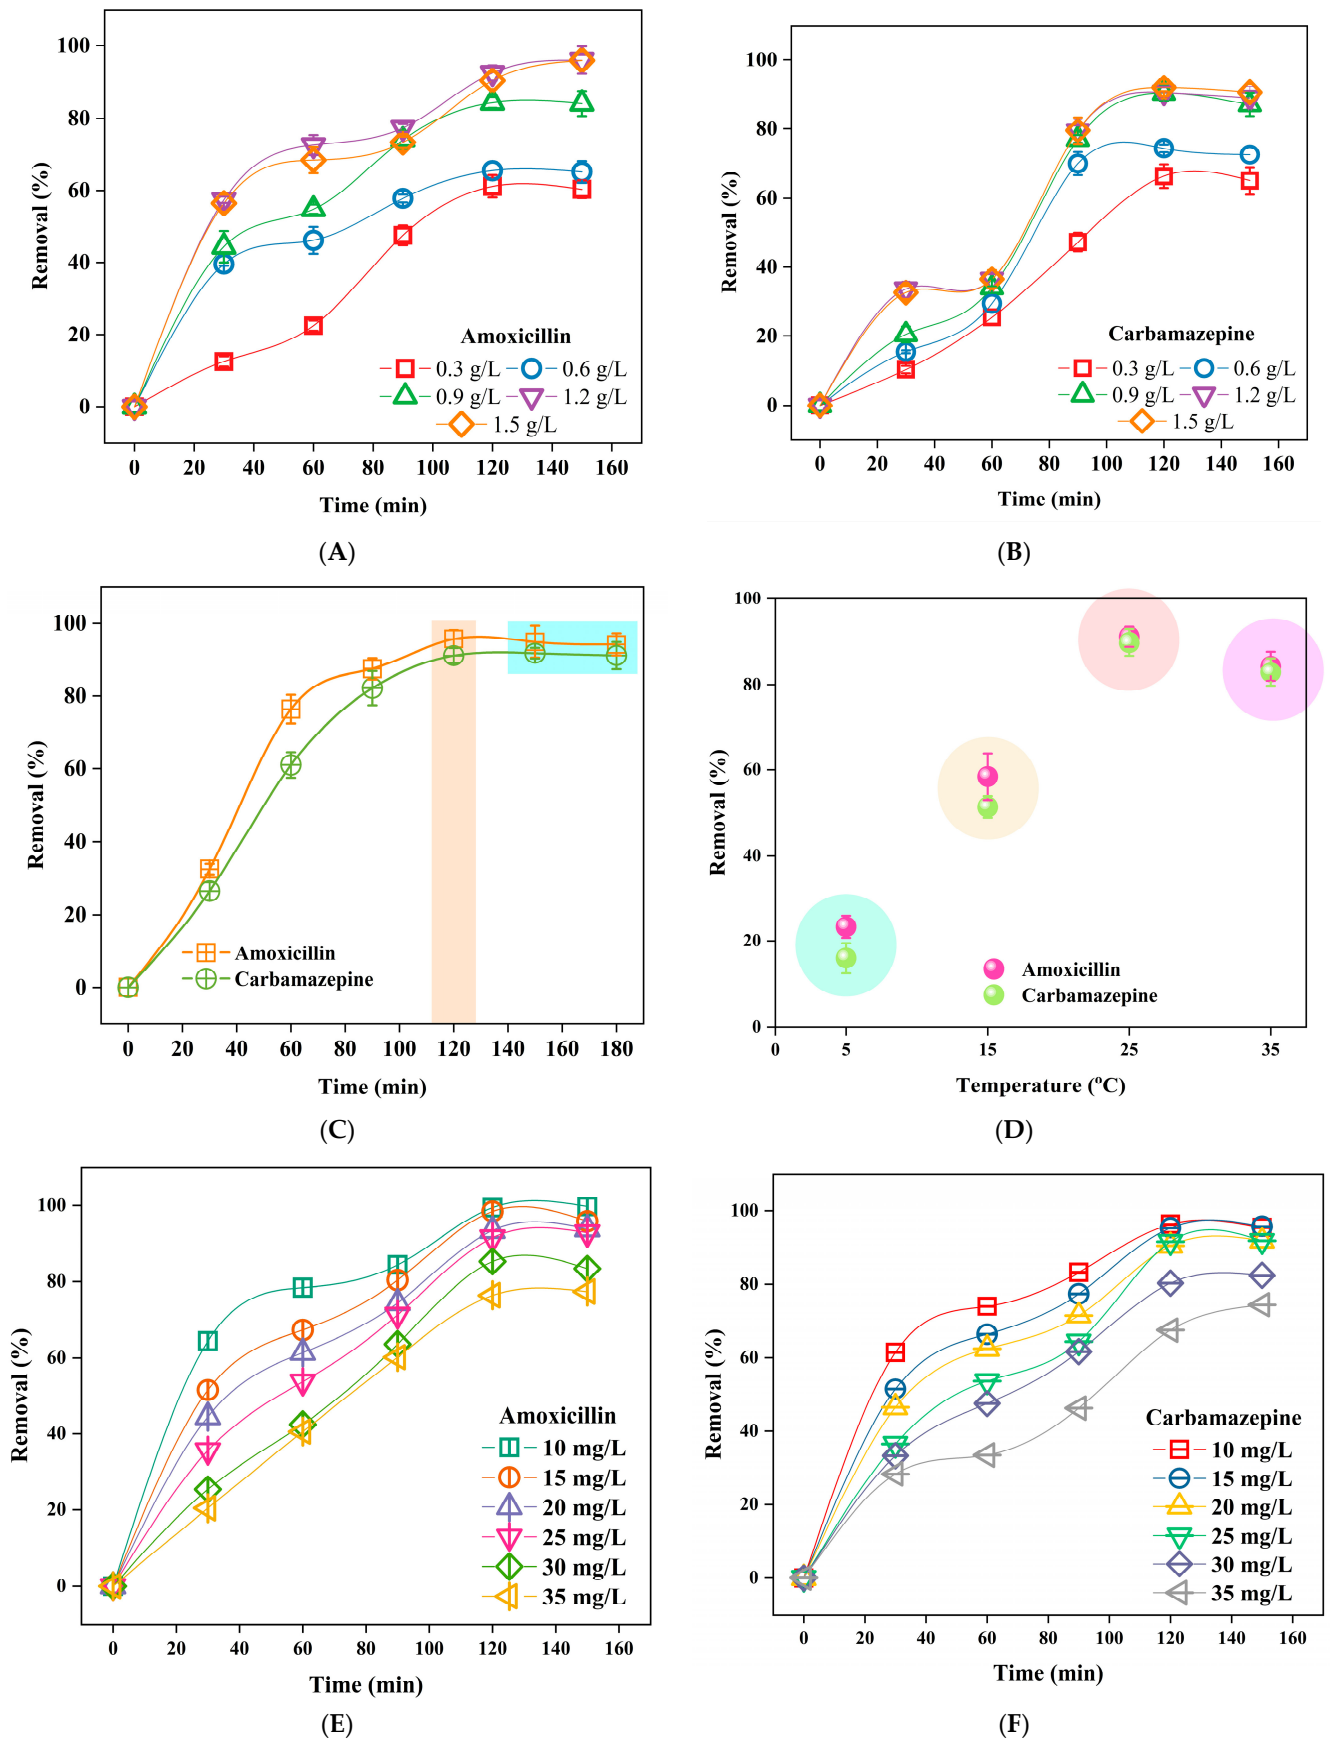 100
80
60
40
20
0
Removal (%)
Amoxicillin
0.3 g/L 0.6 g/L
0.9 g/L 1.2 g/L
1.5 g/L
0 20 40 60 80 100 120 140 160
Time (min)
(A)
100
80
60
40
20
0
Removal (%)
Carbamazepine
0.3 g/L 0.6 g/L
0.9 g/L 1.2 g/L
1.5 g/L
0 20 40 60 80 100 120 140 160
Time (min)
(B)
100
80
60
40
20
0
Removal (%)
Amoxicillin
Carbamazepine
0 20 40 60 80 100 120 140 160 180
Time (min)
(C)
100
80
60
40
20
0
Removal (%)
Amoxicillin
Carbamazepine
0 5 15 25 35
Temperature (°C)
(D)
100
80
60
40
20
0
Removal (%)
Amoxicillin
10 mg/L
15 mg/L
20 mg/L
25 mg/L
30 mg/L
35 mg/L
0 20 40 60 80 100 120 140 160
Time (min)
(E)
100
80
60
40
20
0
Removal (%)
Carbamazepine
10 mg/L
15 mg/L
20 mg/L
25 mg/L
30 mg/L
35 mg/L
0 20 40 60 80 100 120 140 160
Time (min)
(F)